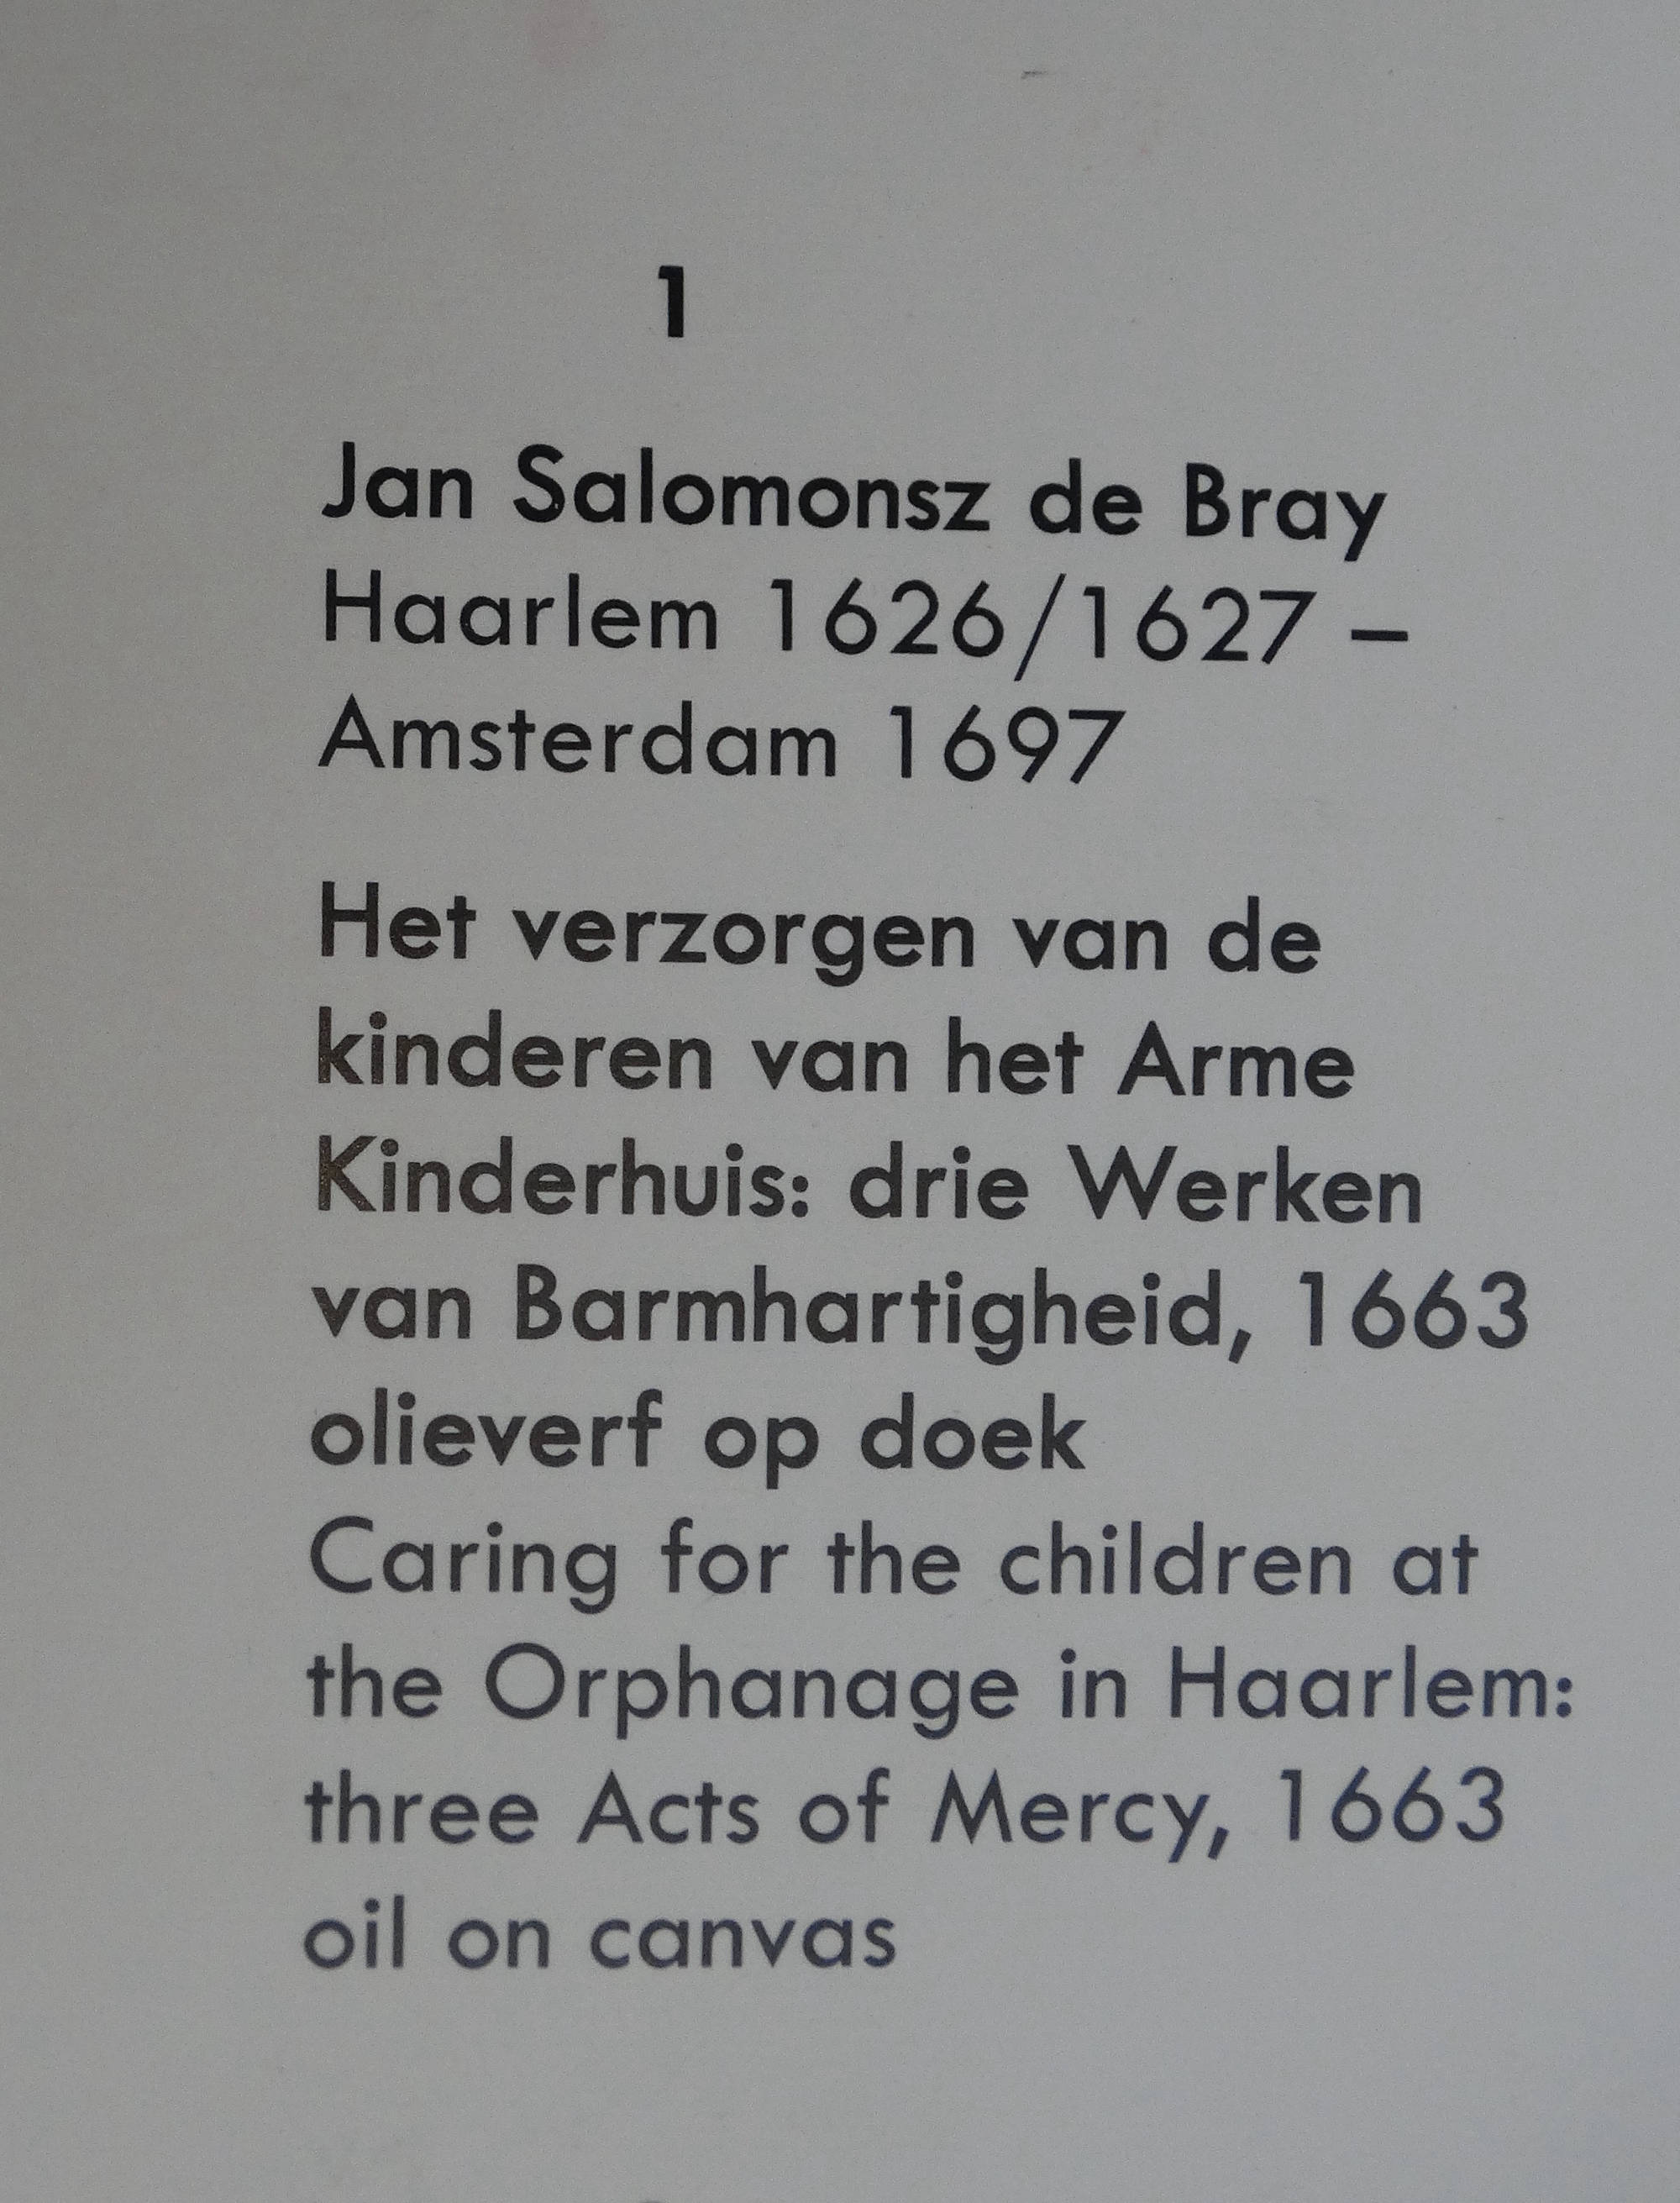 1
Jan Salomonsz de Bray
Haarlem 1626/1627 –
Amsterdam 1697
Het verzorgen van de
kinderen van het Arme
Kinderhuis: drie Werken
van Barmhartigheid, 1663
olieverf op doek
Caring for the children at
the Orphanage in Haarlem:
three Acts of Mercy, 1663
oil on canvas